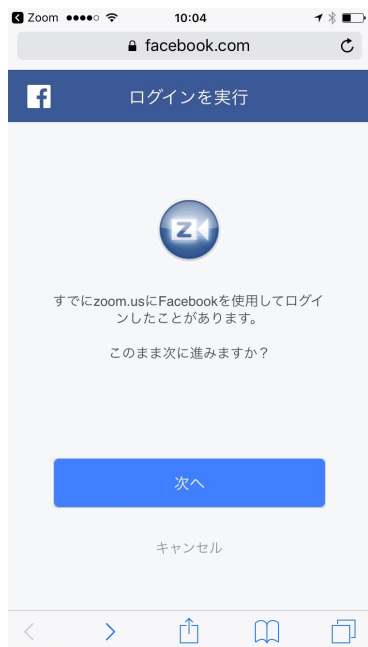 Zoom 10:04
facebook.com
f ログインを実行
Z
すでにzoom.usにFacebookを使用してログイ
ンしたことがあります。
このまま次に進みますか？
次へ
キャンセル